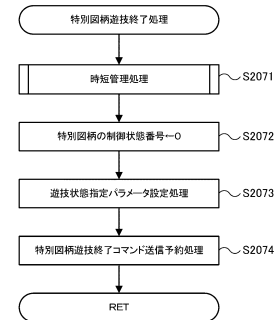 特別図柄遊技終了処理
時短管理処理
S2071
特別図柄の制御状態番号←0
S2072
遊技状態指定パラメータ設定処理
S2073
特別図柄遊技終了コマンド送信予約処理
S2074
RET